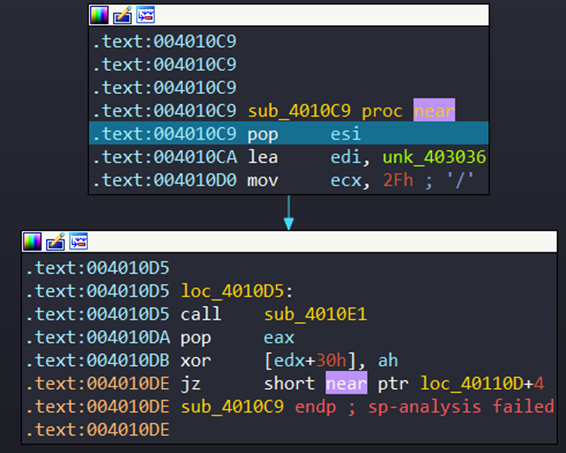 .text:004010C9
.text:004010C9
.text:004010C9
.text:004010C9 sub_4010C9 proc near
.text:004010C9 pop     esi
.text:004010CA lea     edi, unk_403036
.text:004010D0 mov     ecx, 2Fh ; '/'
.text:004010D5
.text:004010D5 loc_4010D5:
.text:004010D5 call    sub_4010E1
.text:004010DA pop     eax
.text:004010DB xor     [edx+30h], ah
.text:004010DE jz      short near ptr loc_40110D+4
.text:004010DE sub_4010C9 endp ; sp-analysis failed
.text:004010DE